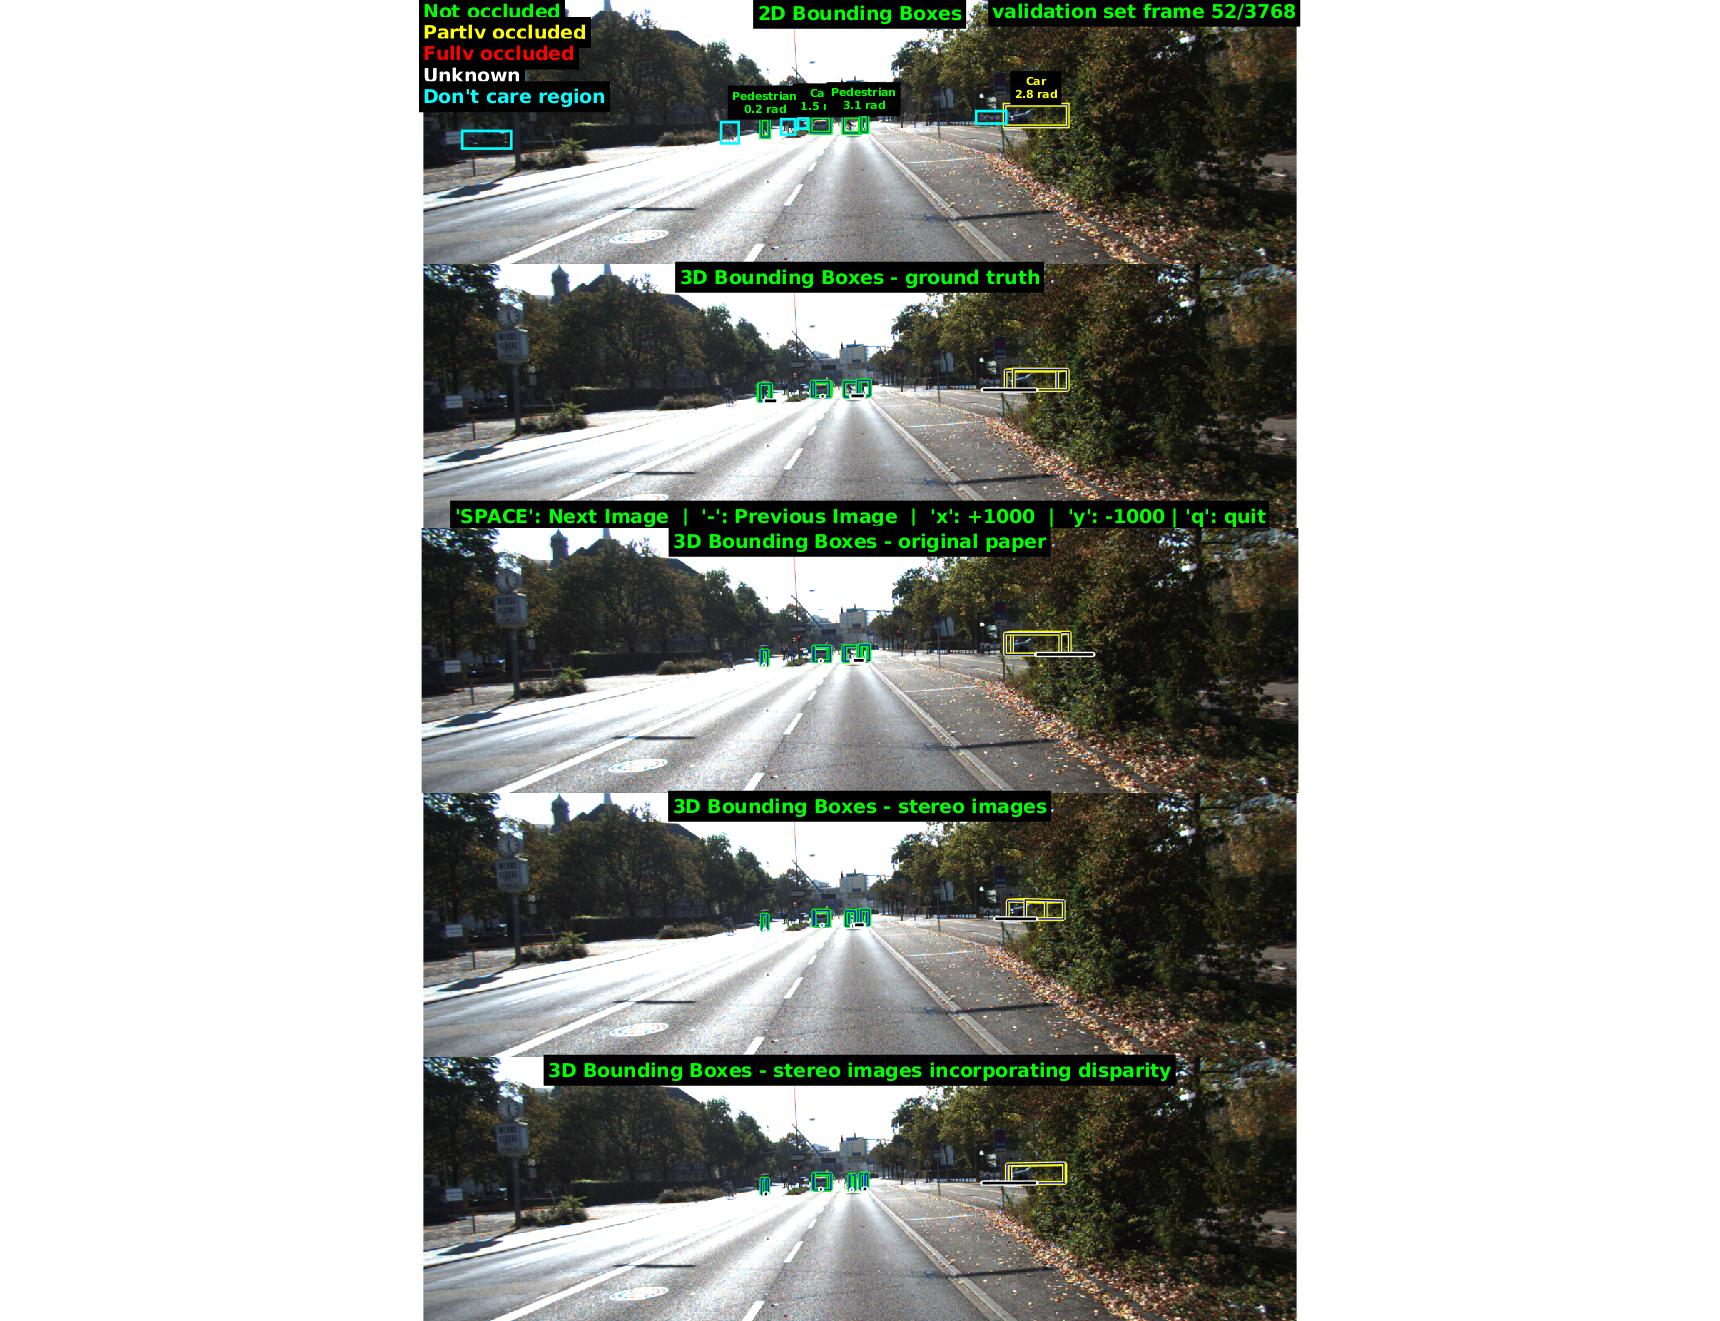 Not occluded
Partly occluded
Fully occluded
Unknown
Don't care region
2D Bounding Boxes
validation set frame 52/3768
Pedestrian
0.2 rad
Ca
1.5 r
Pedestrian
3.1 rad
Car
2.8 rad
3D Bounding Boxes - ground truth
'SPACE': Next Image | '-': Previous Image | 'x': +1000 | 'y': -1000 | 'q': quit
3D Bounding Boxes - original paper
3D Bounding Boxes - stereo images
3D Bounding Boxes - stereo images incorporating disparity